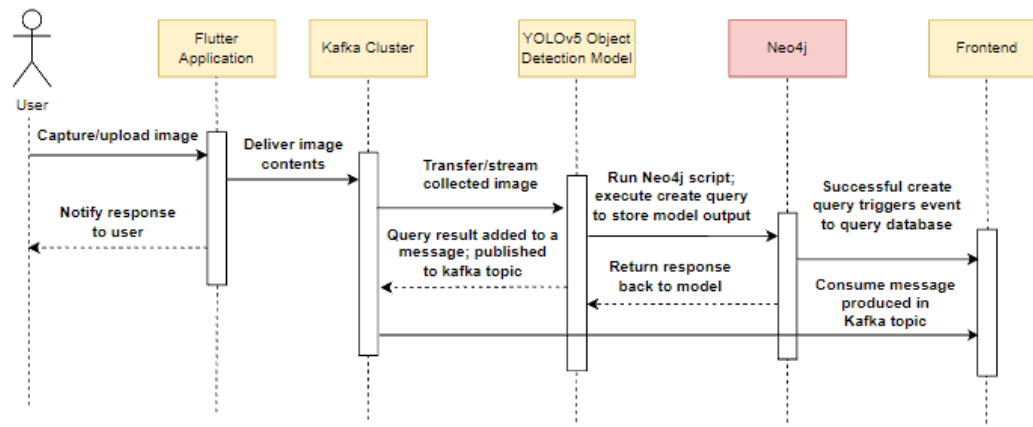 User
Flutter
Application
Kafka Cluster
YOLOv5 Object
Detection Model
Neo4j
Frontend
Capture/upload image
Deliver image
contents
Transfer/stream
collected image
Run Neo4j script;
execute create query
to store model output
Successful create
query triggers event
to query database
Notify response
to user
Query result added to a
message; published
to kafka topic
Return response
back to model
Consume message
produced in
Kafka topic